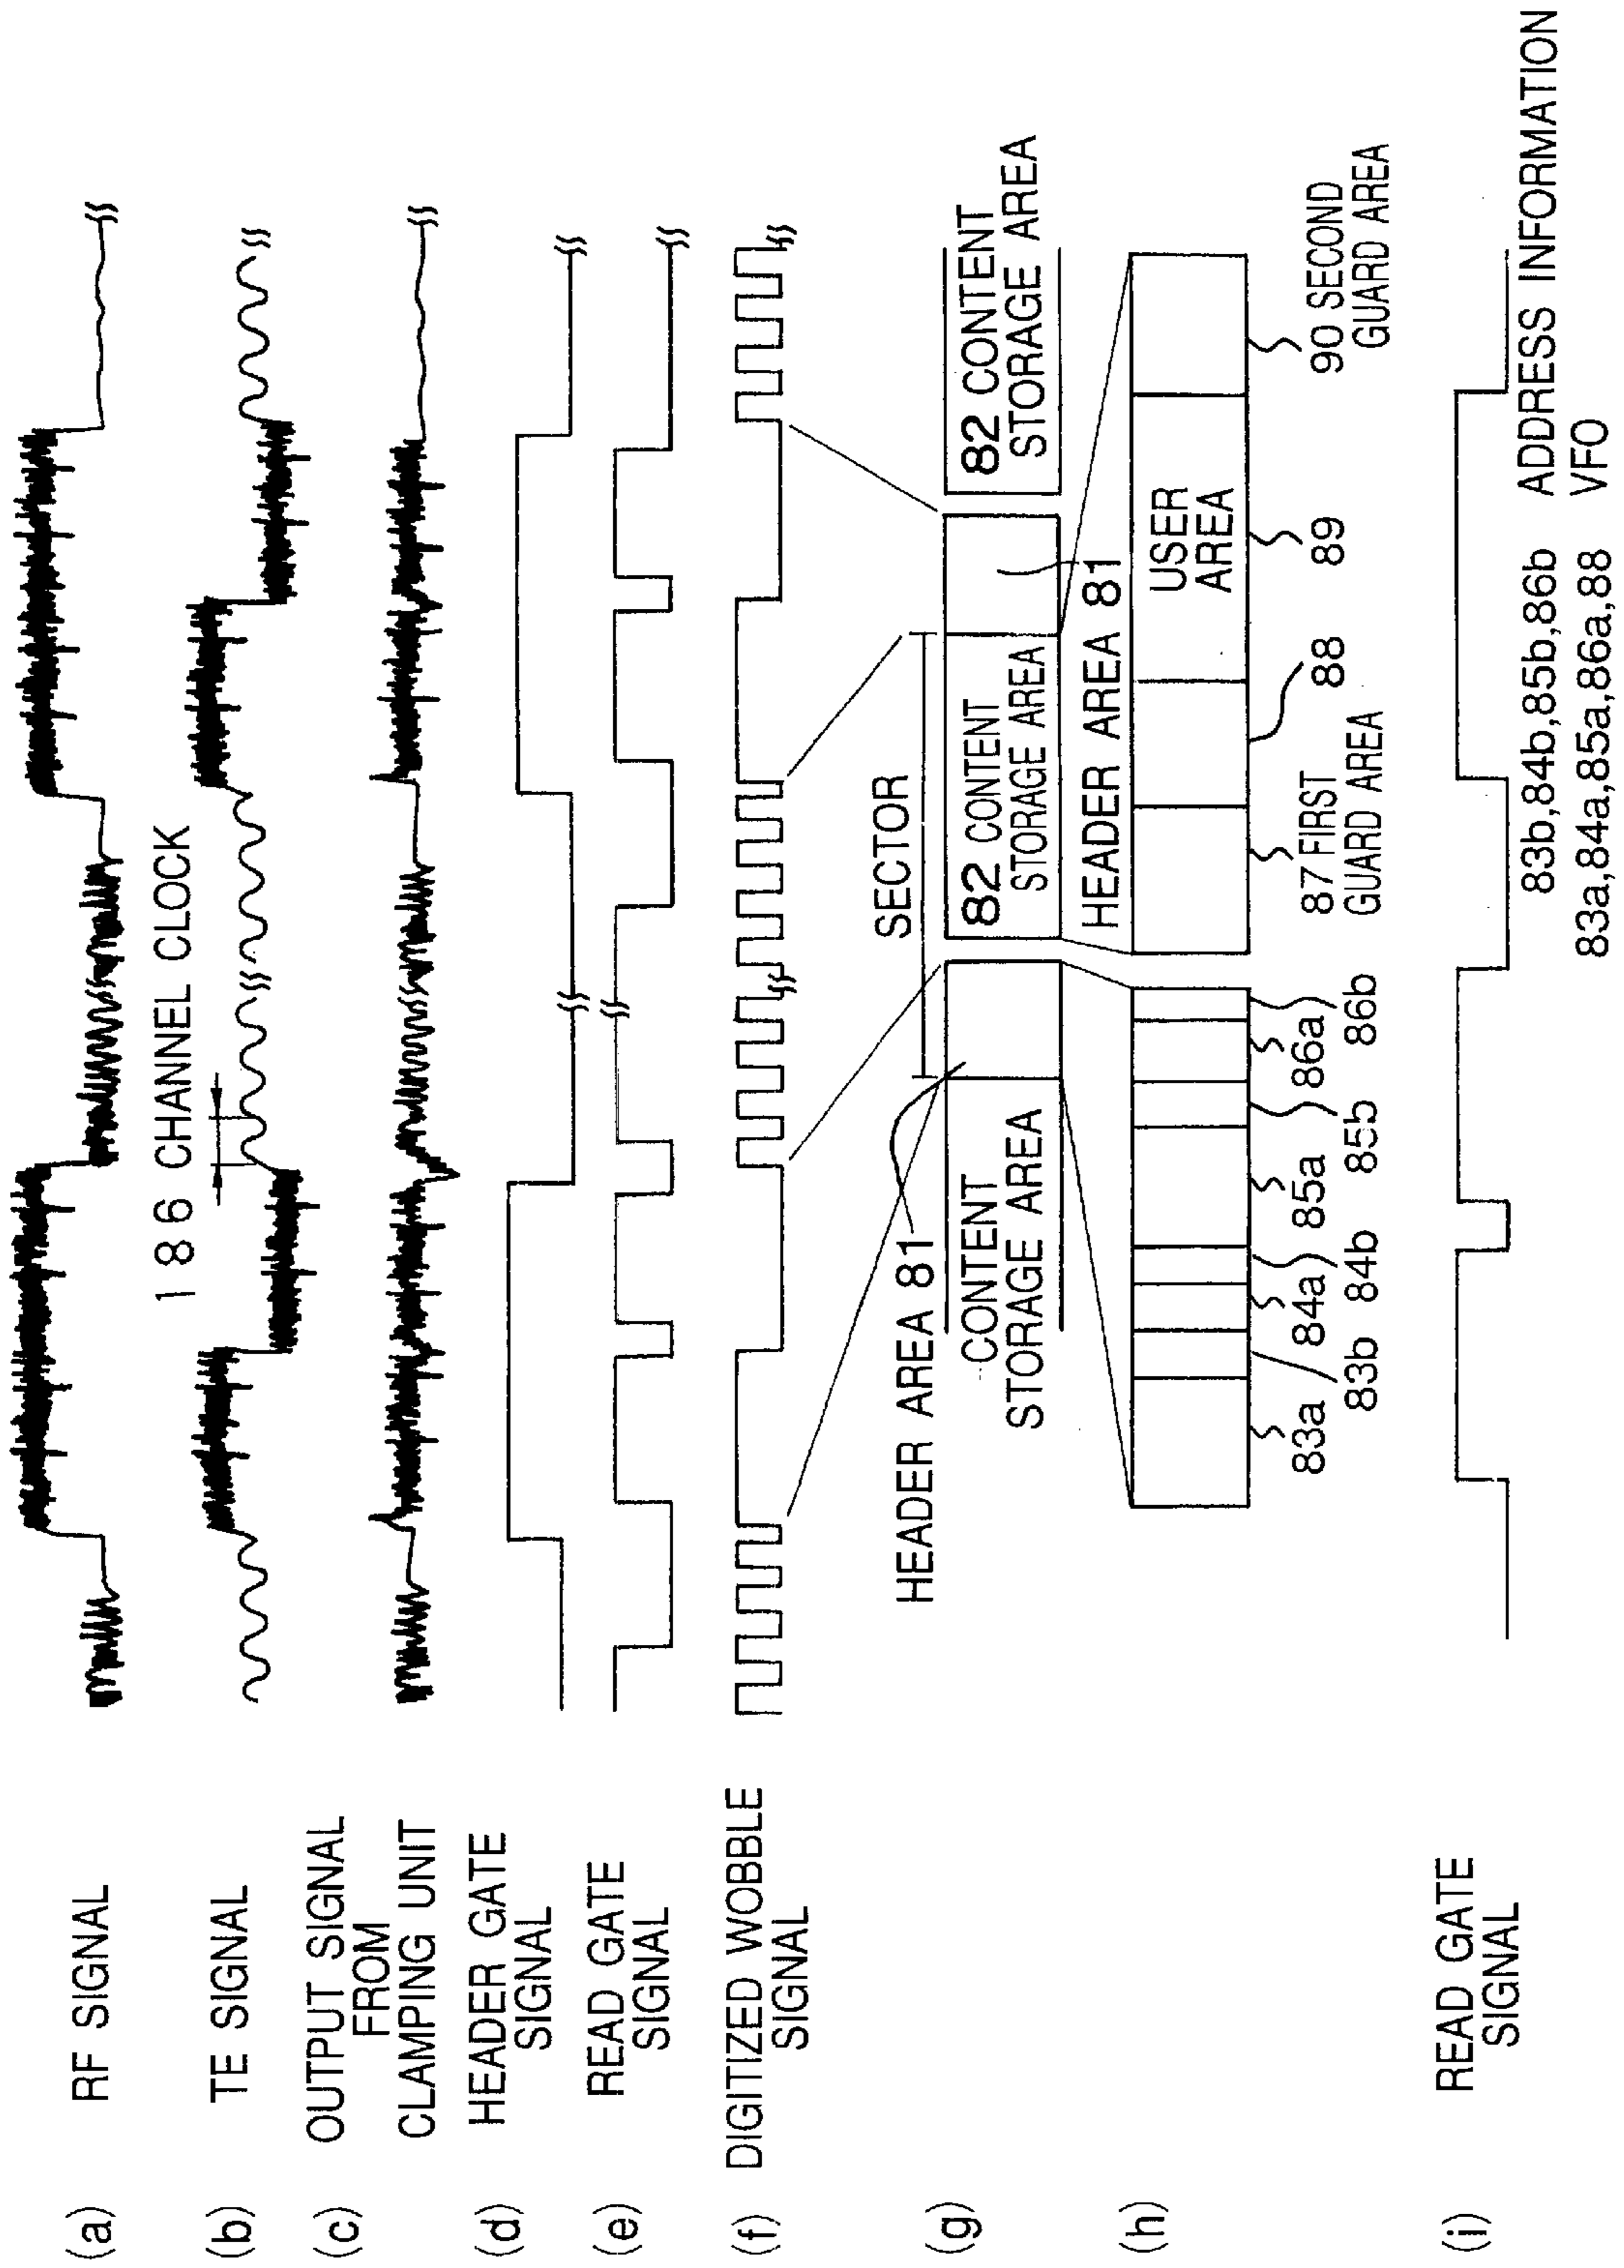 (a) RF SIGNAL
(b) TE SIGNAL
186 CHANNEL CLOCK
(c) OUTPUT SIGNAL
FROM
CLAMPING UNIT
(d) HEADER GATE
SIGNAL
(e) READ GATE
SIGNAL
(f) DIGITIZED WOBBLE
SIGNAL
(g)
SECTOR
HEADER AREA 81
CONTENT
STORAGE AREA
82 CONTENT
STORAGE AREA
82 CONTENT
STORAGE AREA
HEADER AREA 81
(h)
USER
AREA
83a
83b
84a
84b
85a
85b
86a
86b
87 FIRST
GUARD AREA
88
89
90 SECOND
GUARD AREA
(i) READ GATE
SIGNAL
83b,84b,85b,86b ADDRESS INFORMATION
83a,84a,85a,86a,88 VFO